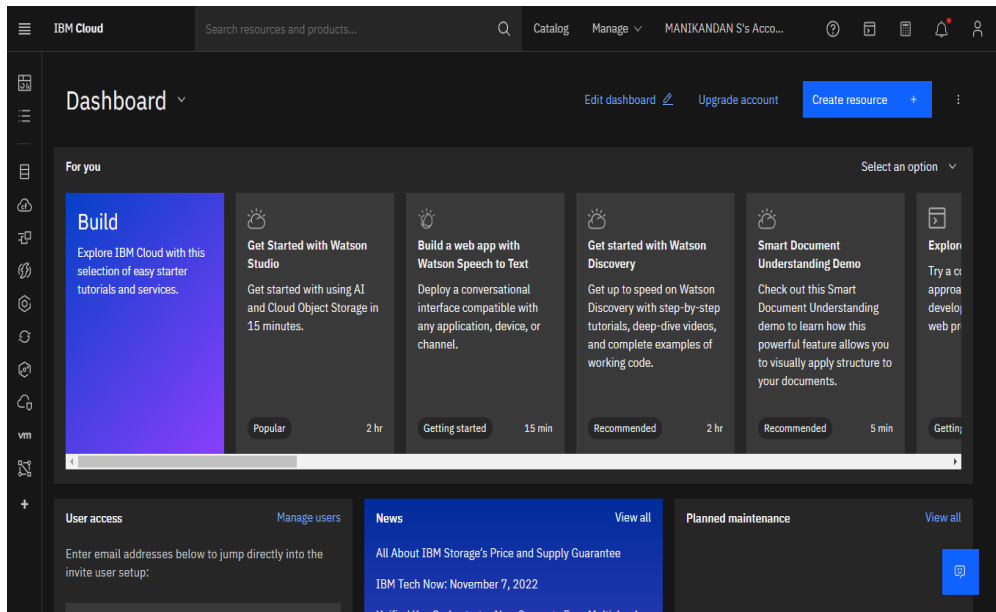 IBM Cloud
Search resources and products...
Catalog
Manage
MANIKANDAN S's Acco...
Dashboard
Edit dashboard
Upgrade account
Create resource +
For you
Select an option
Build
Explore IBM Cloud with this
selection of easy starter
tutorials and services.
Get Started with Watson
Studio
Get started with using AI
and Cloud Object Storage in
15 minutes.
Popular
2 hr
Build a web app with
Watson Speech to Text
Deploy a conversational
interface compatible with
any application, device, or
channel.
Getting started
15 min
Get started with Watson
Discovery
Get up to speed on Watson
Discovery with step-by-step
tutorials, deep-dive videos,
and complete examples of
working code.
Recommended
2 hr
Smart Document
Understanding Demo
Check out this Smart
Document Understanding
demo to learn how this
powerful feature allows you
to visually apply structure to
your documents.
Recommended
5 min
Try a
web
vm
User access
Manage users
Enter email addresses below to jump directly into the
invite user setup:
News
View all
All About IBM Storage's Price and Supply Guarantee
IBM Tech Now: November 7, 2022
Planned maintenance
View all